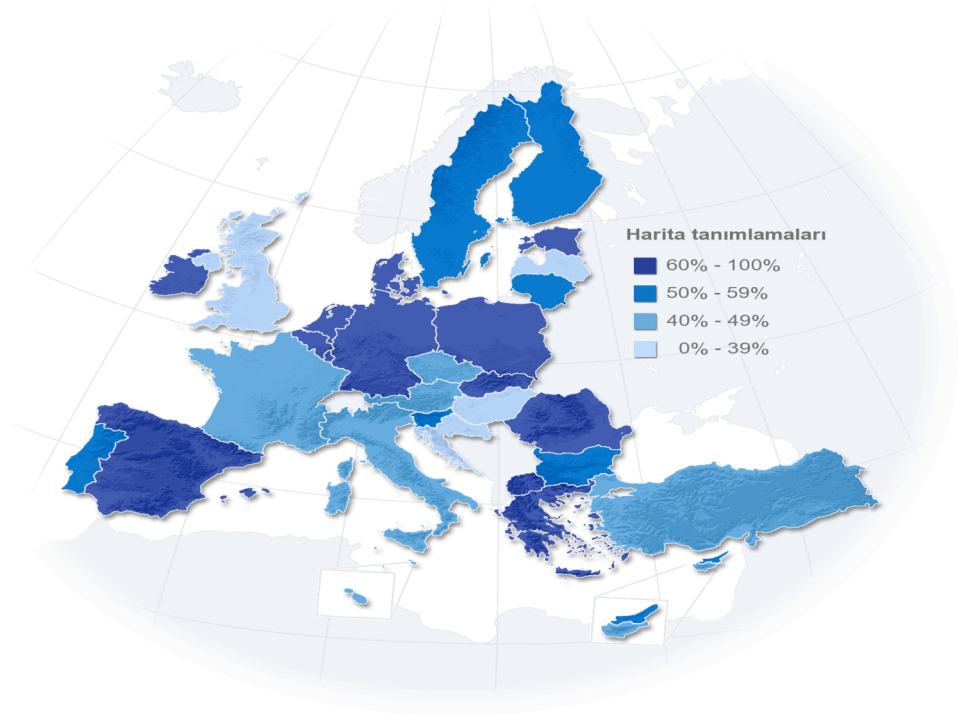 Harita tanımlamaları
60% - 100%
50% - 59%
40% - 49%
0% - 39%